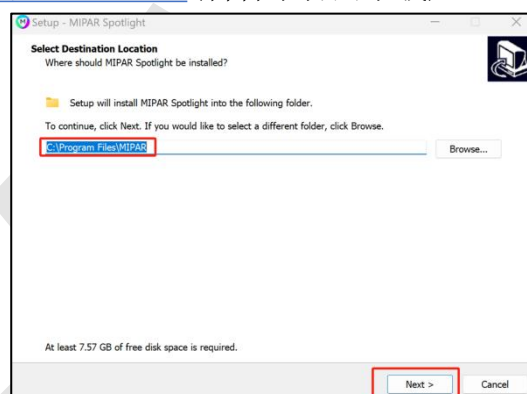 Setup - MIPAR Spotlight
Select Destination Location
Where should MIPAR Spotlight be installed?
Setup will install MIPAR Spotlight into the following folder.
To continue, click Next. If you would like to select a different folder, click Browse.
C:\Program Files\MIPAR
Browse...
At least 7.57 GB of free disk space is required.
Next >
Cancel